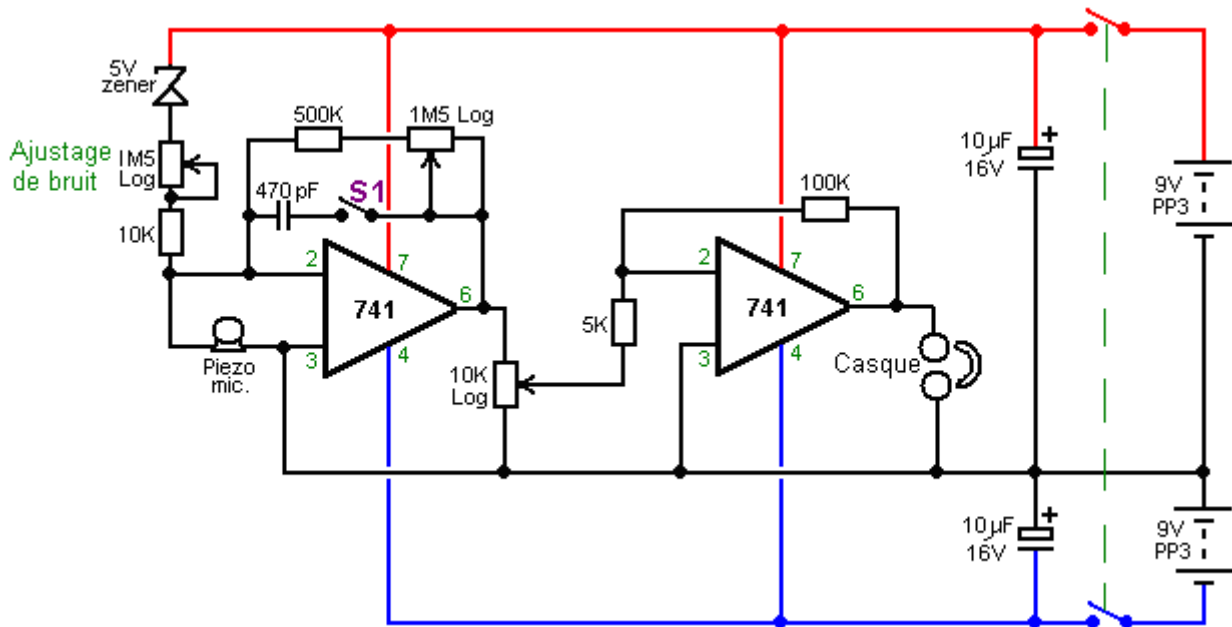 5V
zener
Ajustage
de bruit
1M5
Log
10K
500K
1M5 Log
470 pF
S1
2
3
7
4
6
741
Piezo
mic.
10K
Log
5K
100K
2
3
7
4
6
741
Casque
10µF
16V
+
9V
PP3
10µF
16V
+
9V
PP3